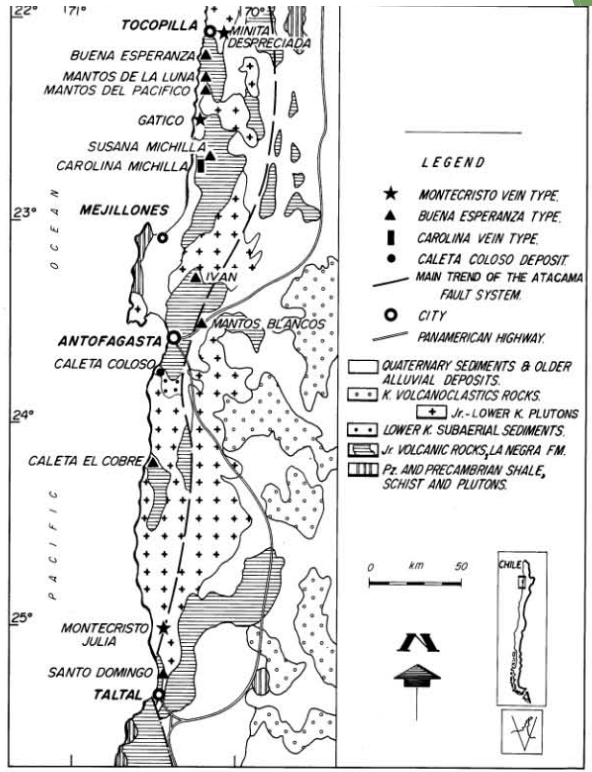 22° 71° 70°
TOCOPILLA
MINITA
DESPRECIADA
BUENA ESPERANZA
MANTOS DE LA LUNA
MANTOS DEL PACIFICO
GATICO
SUSANA MICHILLA
CAROLINA MICHILLA
23°
MEJILLONES
OCEAN
IVAN
MANTOS BLANCOS
ANTOFAGASTA
CALETA COLOSO
24°
CALETA EL COBRE
PACIFIC
25°
MONTECRISTO
JULIA
SANTO DOMINGO
TALTAL
LEGEND
MONTECRISTO VEIN TYPE.
BUENA ESPERANZA TYPE.
CAROLINA VEIN TYPE.
CALETA COLOSO DEPOSIT.
MAIN TREND OF THE ATACAMA
FAULT SYSTEM.
CITY
PANAMERICAN HIGHWAY.
QUATERNARY SEDIMENTS & OLDER
ALLUVIAL DEPOSITS.
K. VOLCANOCLASTICS ROCKS.
Jr.-LOWER K. PLUTONS
LOWER K. SUBAERIAL SEDIMENTS.
Jr. VOLCANIC ROCKS, LA NEGRA FM.
Pz. AND PRECAMBRIAN SHALE,
SCHIST AND PLUTONS.
0 km 50
CHILE